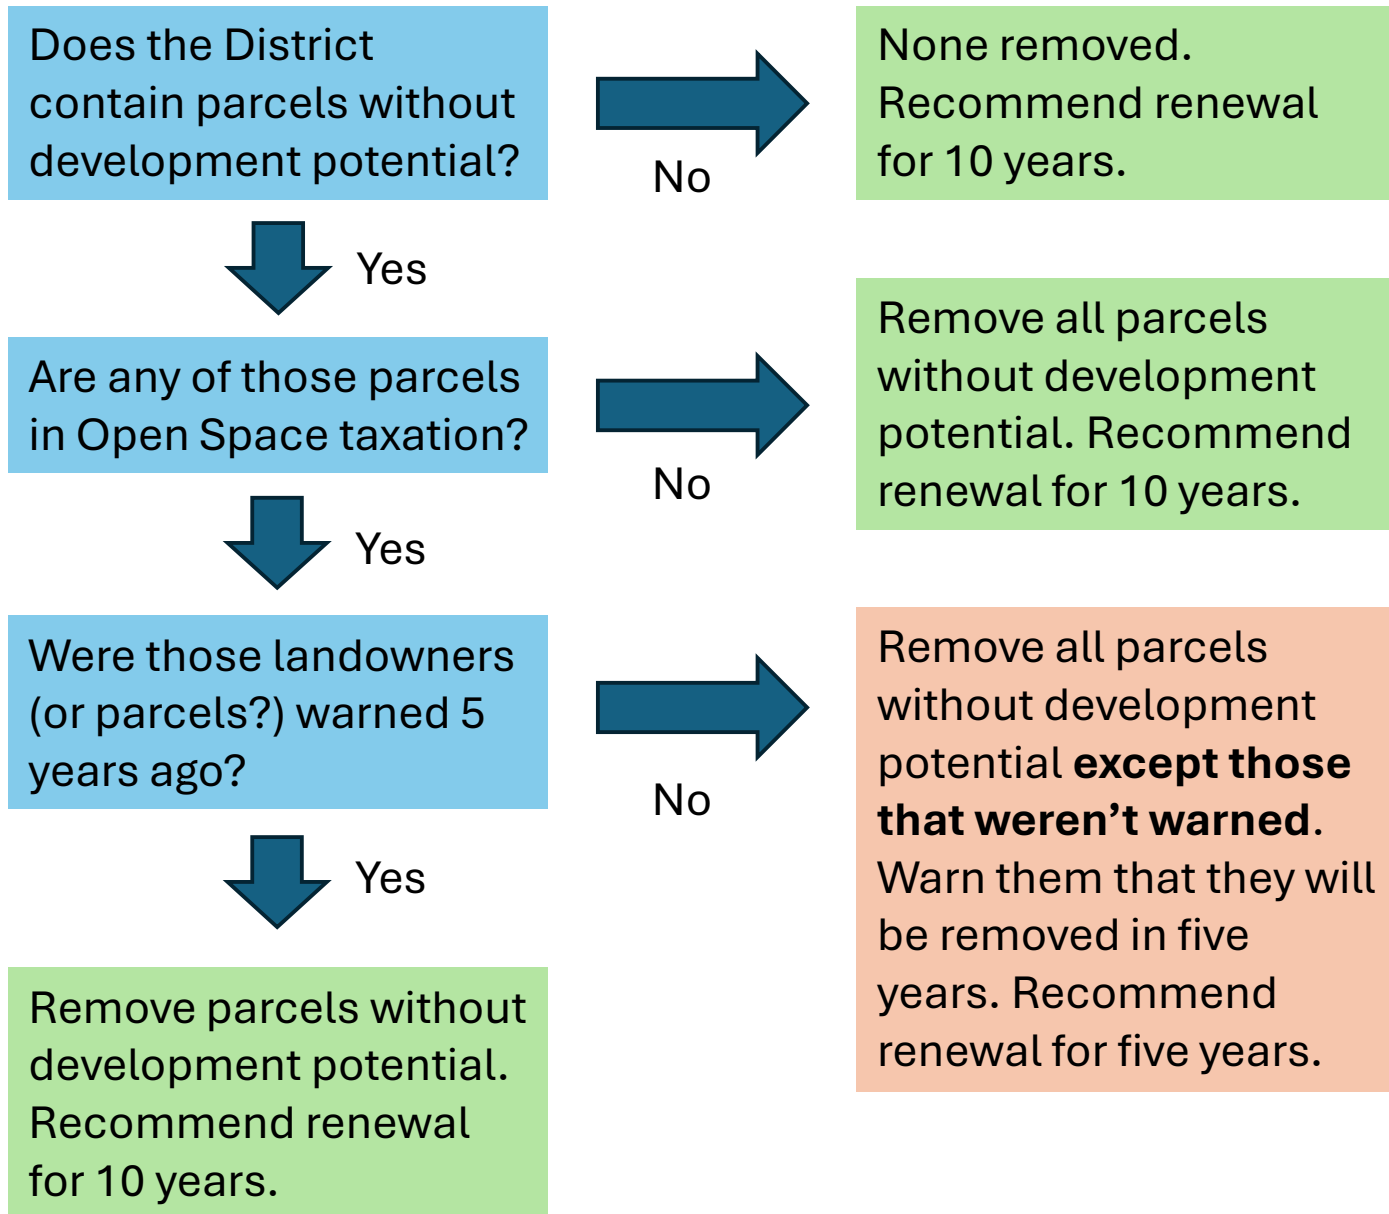 Does the District
contain parcels without
development potential?
No
None removed.
Recommend renewal
for 10 years.
Yes
Are any of those parcels
in Open Space taxation?
No
Remove all parcels
without development
potential. Recommend
renewal for 10 years.
Yes
Were those landowners
(or parcels?) warned 5
years ago?
No
Remove all parcels
without development
potential except those
that weren’t warned.
Warn them that they will
be removed in five
years. Recommend
renewal for five years.
Yes
Remove parcels without
development potential.
Recommend renewal
for 10 years.